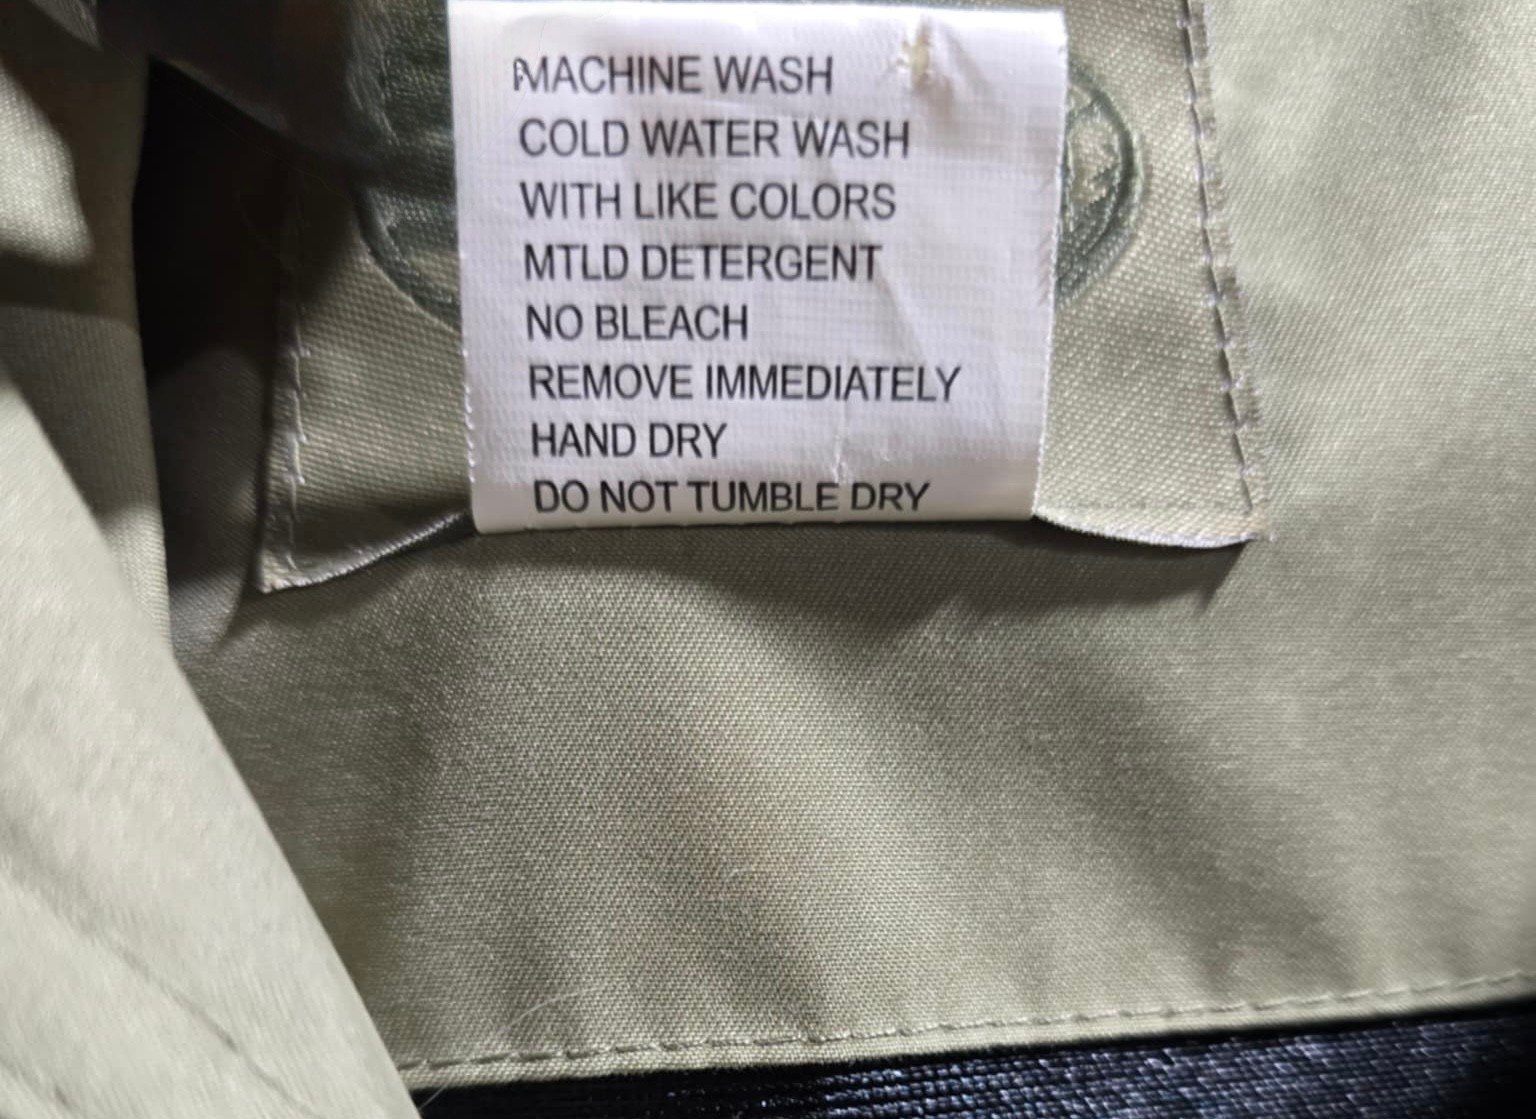 MACHINE WASH
COLD WATER WASH
WITH LIKE COLORS
MTLD DETERGENT
NO BLEACH
REMOVE IMMEDIATELY
HAND DRY
DO NOT TUMBLE DRY